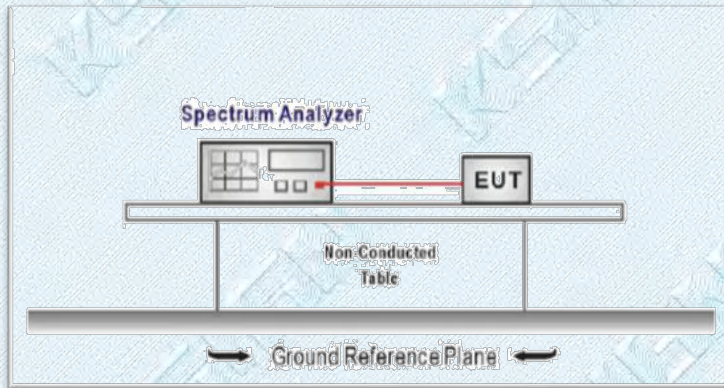 Spectrum Analyzer
EUT
Non-Conducted
Table
Ground Reference Plane